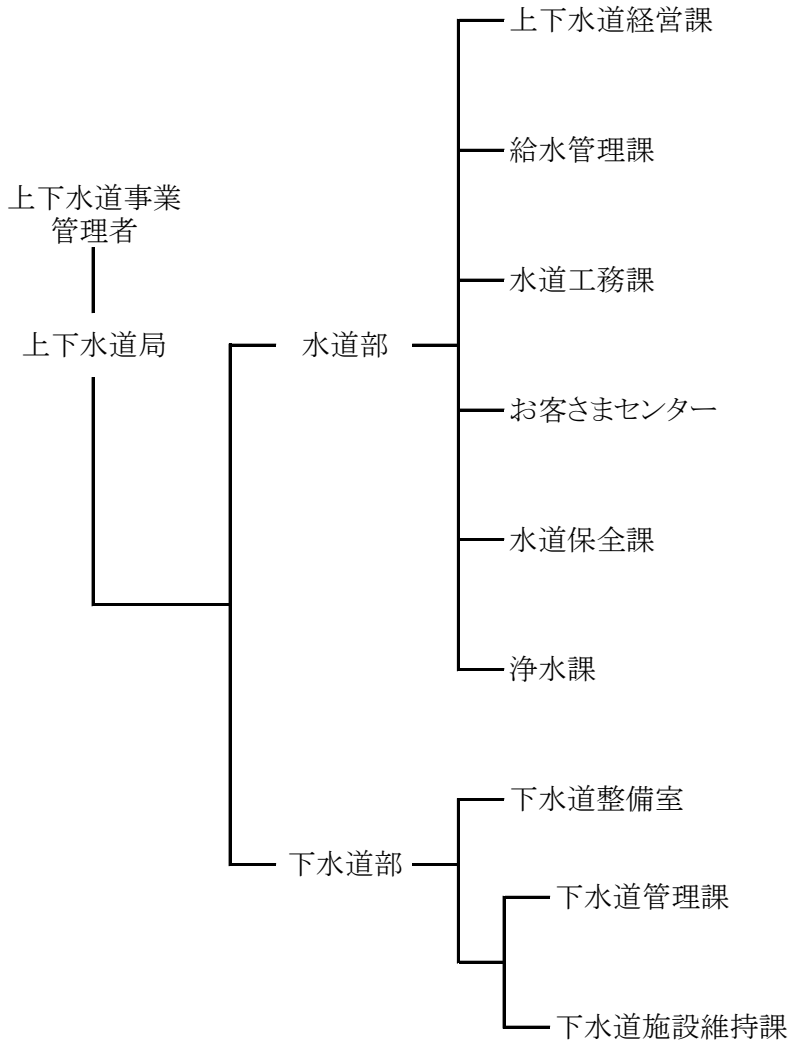 上下水道経営課
給水管理課
上下水道事業
管理者
水道工務課
上下水道局
水道部
お客さまセンター
水道保全課
浄水課
下水道整備室
下水道部
下水道管理課
下水道施設維持課